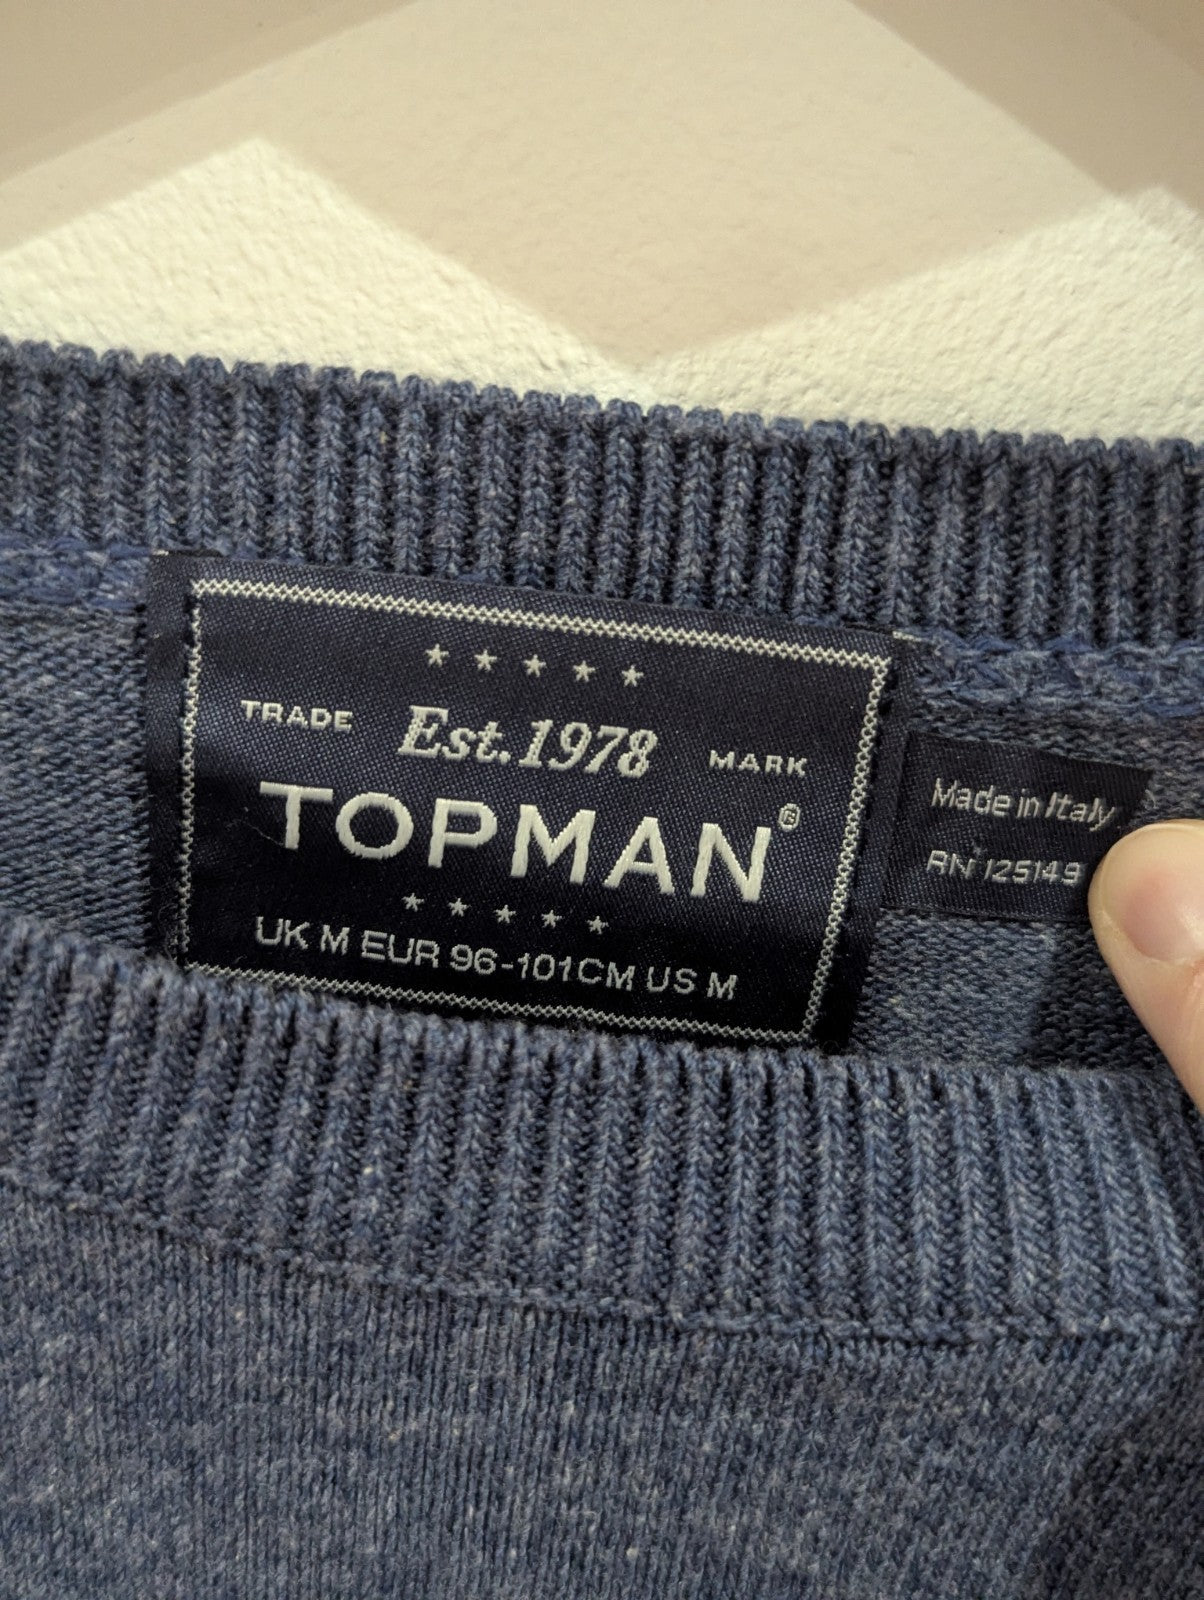 TRADE Est.1978 MARK
TOPMAN®
UK M EUR 96-101CM US M
Made in Italy
RN 125149